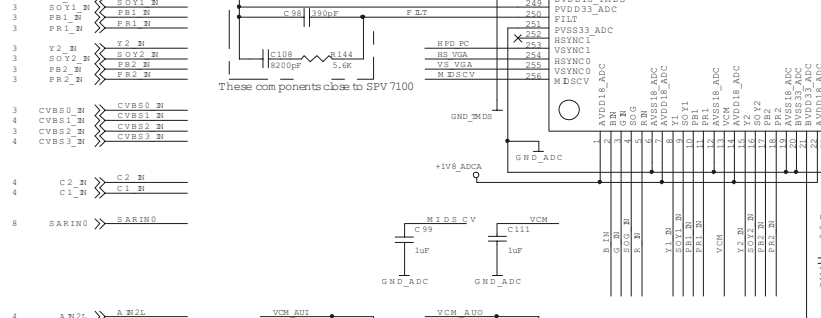 3 SOY1_IN SOY1_IN
3 PB1_IN PB1_IN
3 PR1_IN PR1_IN
3 Y2_IN Y2_IN
3 SOY2_IN SOY2_IN
3 PB2_IN PB2_IN
3 PR2_IN PR2_IN
3 CVBS0_IN CVBS0_IN
4 CVBS1_IN CVBS1_IN
3 CVBS2_IN CVBS2_IN
4 CVBS3_IN CVBS3_IN
4 C2_IN C2_IN
4 C1_IN C1_IN
8 SARIN0 SARIN0
4 AIN2L AIN2L
C98 390pF FILT
C108 R144
8200pF 5.6K
These components close to SPV7100
HPDPC
HS_VGA
VS_VGA
MIDSCV
249
250
251
252
253
254
255
256
PVDD33_ADC
FILT
PVSS33_ADC
HSYNC1
VSYNC1
HSYNC0
VSYNC0
MIDSCV
GND_TMDS
GND_ADC
+1V8_ADCA
1 AVDD18_ADC
2 BIN
3 GIN
4 SOG
5 RIN
6 AVSS18_ADC
7 AVDD18_ADC
8 Y1
9 SOY1
10 PB1
11 PR1
12 AVSS18_ADC
13 VCM
14 AVDD18_ADC
15 Y2
16 SOY2
17 PB2
18 PR2
19 AVSS18_ADC
20 BVSS33_ADC
21 BVDD33_ADC
22
B_IN
G_IN
SOG_IN
R_IN
Y1_IN
SOY1_IN
PB1_IN
PR1_IN
VCM
Y2_IN
SOY2_IN
PB2_IN
PR2_IN
MIDSCV
C99
1uF
GND_ADC
VCM
C111
1uF
GND_ADC
VCM_AUI
VCM_AUO